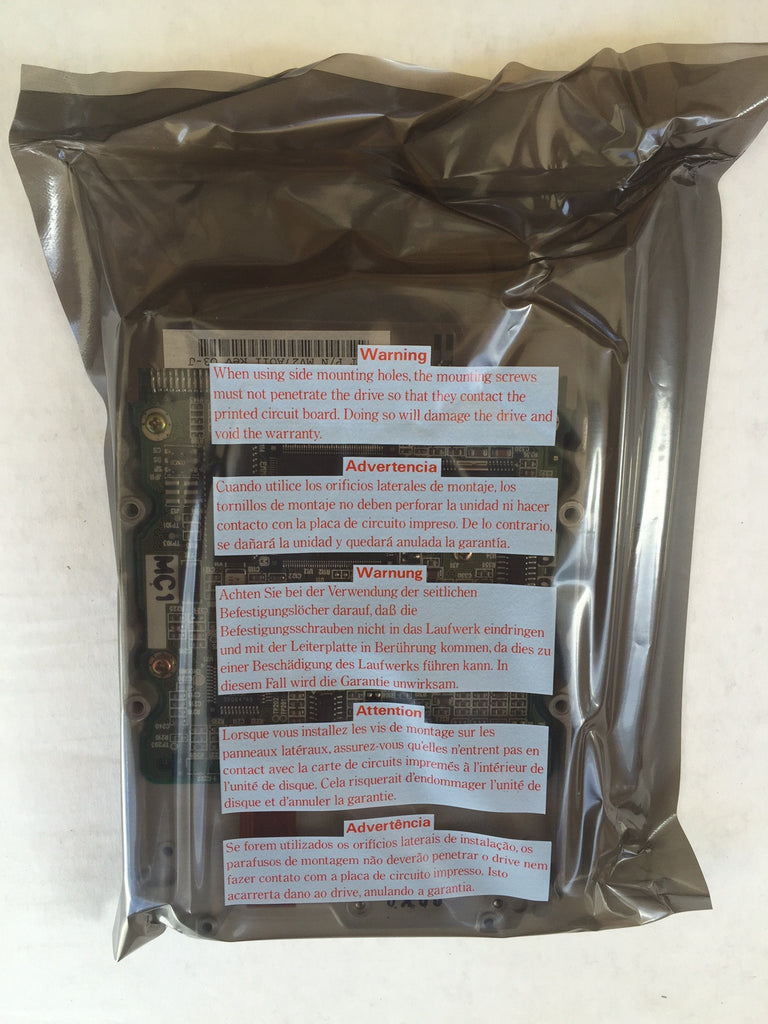 P/N MV27A011 Rev 03-J
Warning
When using side mounting holes, the mounting screws
must not penetrate the drive so that they contact the
printed circuit board. Doing so will damage the drive and
void the warranty.
Advertencia
Cuando utilice los orificios laterales de montaje, los
tornillos de montaje no deben perforar la unidad ni hacer
contacto con la placa de circuito impreso. De lo contrario,
se dañará la unidad y quedará anulada la garantía.
Warnung
Achten Sie bei der Verwendung der seitlichen
Befestigungslöcher darauf, daß die
Befestigungsschrauben nicht in das Laufwerk eindringen
und mit der Leiterplatte in Berührung kommen, da dies zu
einer Beschädigung des Laufwerks führen kann. In
diesem Fall wird die Garantie unwirksam.
MC1
Attention
Lorsque vous installez les vis de montage sur les
panneaux latéraux, assurez-vous qu'elles n'entrent pas en
contact avec la carte de circuits impremés à l'intérieur de
l'unité de disque. Cela risquerait d'endommager l'unité de
disque et d'annuler la garantie.
Advertência
Se forem utilizados os orifícios laterais de instalação, os
parafusos de montagem não deverão penetrar o drive nem
fazer contato com a placa de circuito impresso. Isto
acarrerta dano ao drive, anulando a garantia.